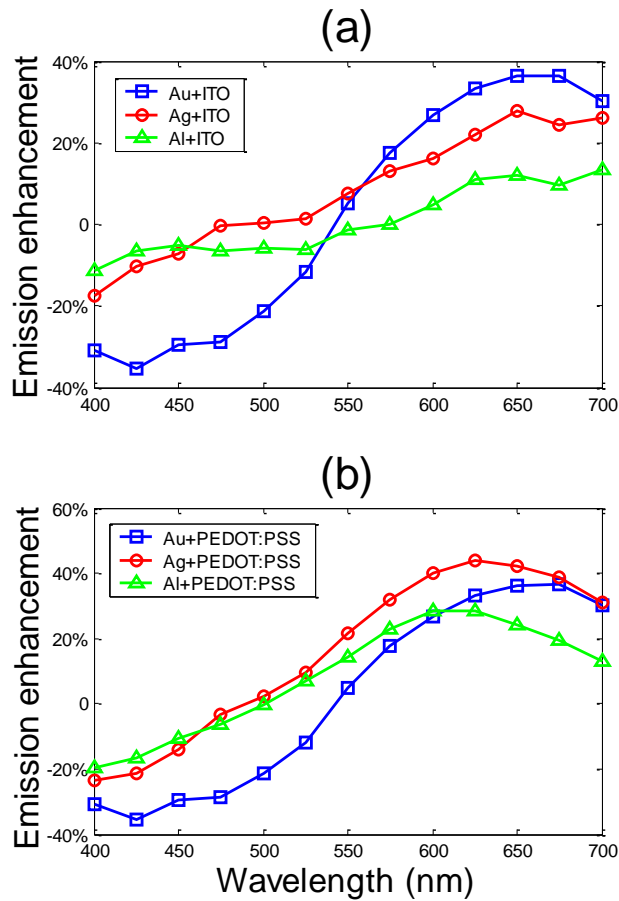 (a)
Emission enhancement
40%
20%
0
-20%
-40%
Au+ITO
Ag+ITO
Al+ITO
400 450 500 550 600 650 700
(b)
Emission enhancement
60%
40%
20%
0
-20%
-40%
Au+PEDOT:PSS
Ag+PEDOT:PSS
Al+PEDOT:PSS
400 450 500 550 600 650 700
Wavelength (nm)